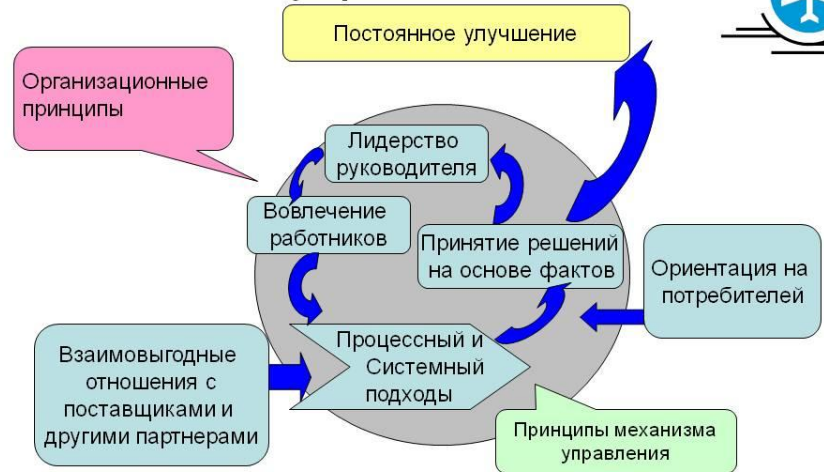 Постоянное улучшение
Организационные
принципы
Лидерство
руководителя
Вовлечение
работников
Принятие решений
на основе фактов
Ориентация на
потребителей
Процессный и
Системный
подходы
Взаимовыгодные
отношения с
поставщиками и
другими партнерами
Принципы механизма
управления